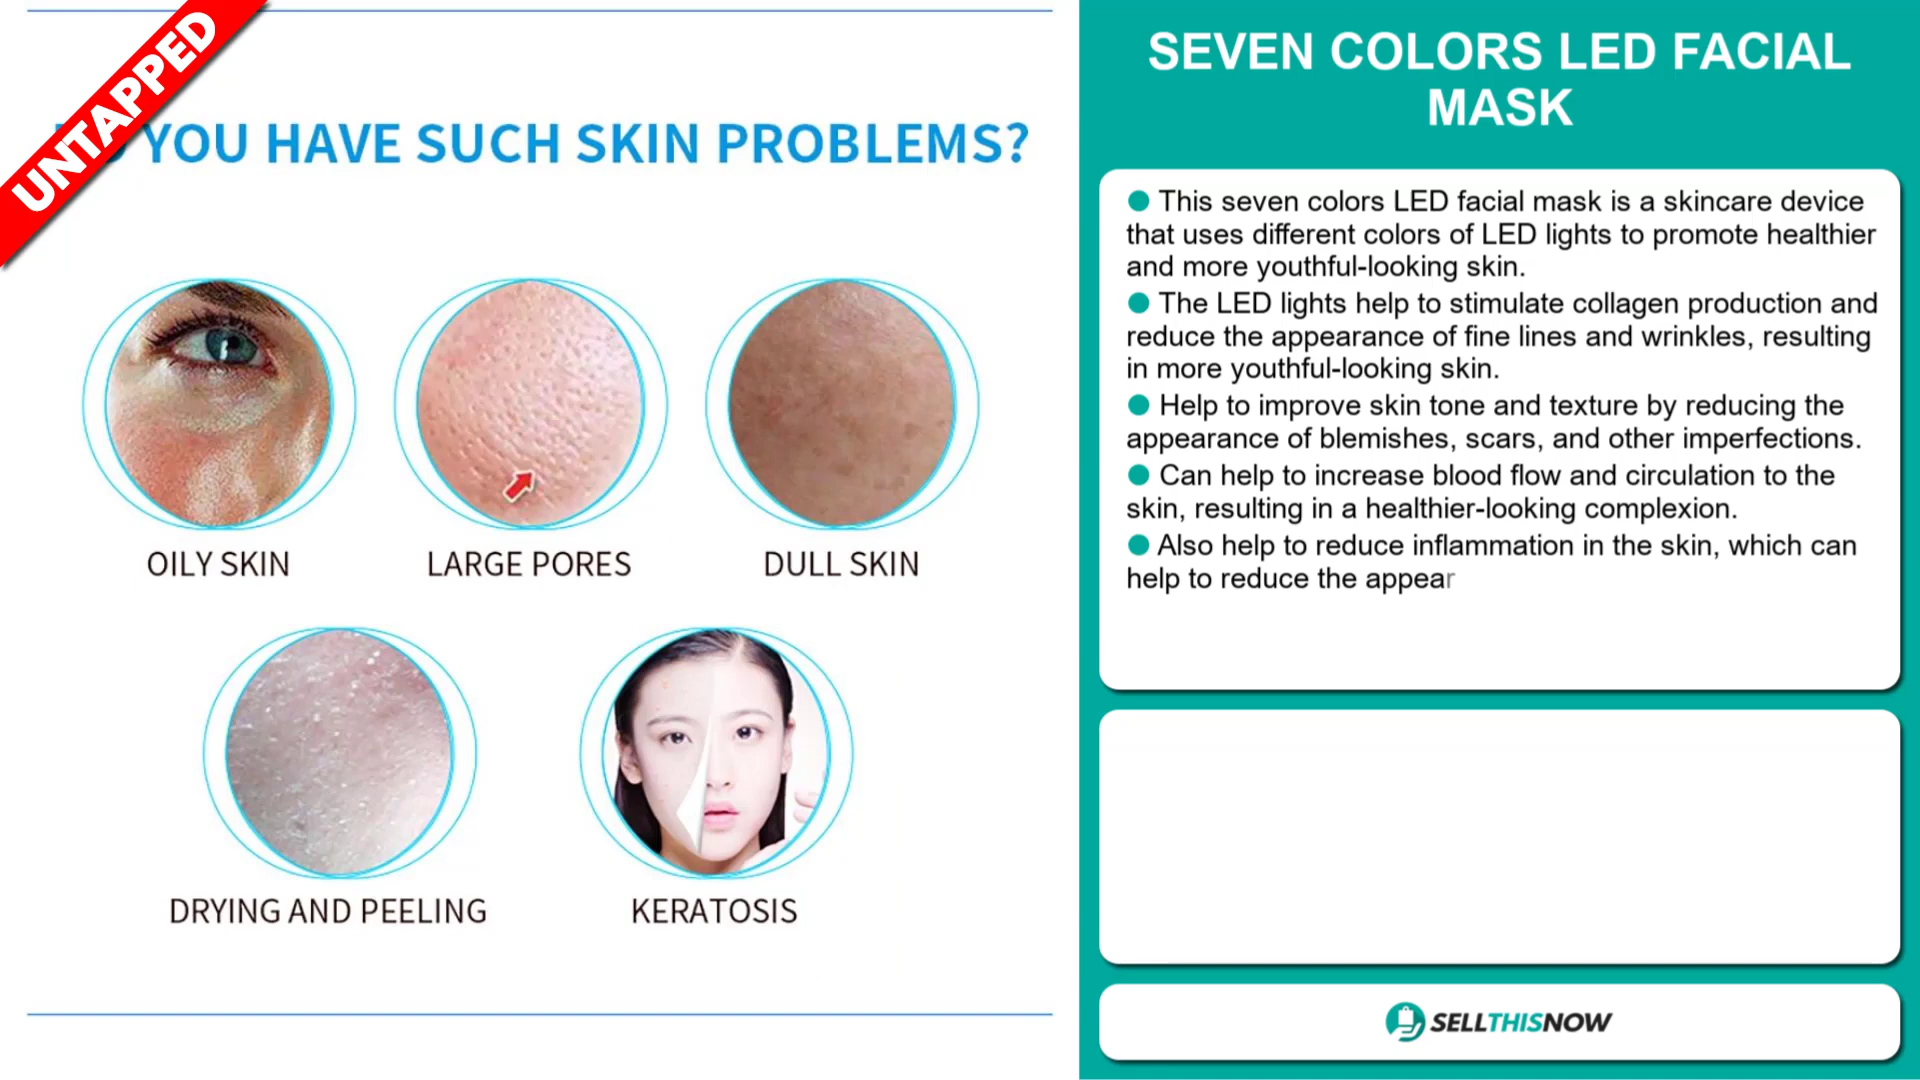 UNTAPPED
YOU HAVE SUCH SKIN PROBLEMS?
OILY SKIN
LARGE PORES
DULL SKIN
DRYING AND PEELING
KERATOSIS
SEVEN COLORS LED FACIAL
MASK
● This seven colors LED facial mask is a skincare device
that uses different colors of LED lights to promote healthier
and more youthful-looking skin.
● The LED lights help to stimulate collagen production and
reduce the appearance of fine lines and wrinkles, resulting
in more youthful-looking skin.
● Help to improve skin tone and texture by reducing the
appearance of blemishes, scars, and other imperfections.
● Can help to increase blood flow and circulation to the
skin, resulting in a healthier-looking complexion.
● Also help to reduce inflammation in the skin, which can
help to reduce the appear
SELLTHISNOW